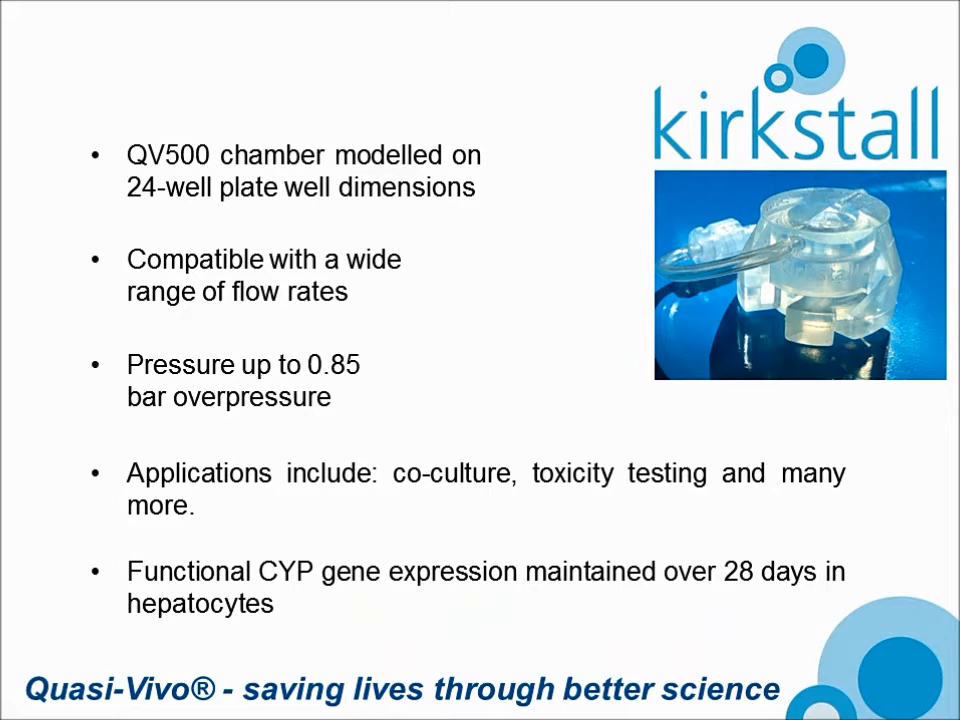 kirkstall
• QV500 chamber modelled on
24-well plate well dimensions
• Compatible with a wide
range of flow rates
• Pressure up to 0.85
bar overpressure
• Applications include: co-culture, toxicity testing and many
more.
• Functional CYP gene expression maintained over 28 days in
hepatocytes
Quasi-Vivo® - saving lives through better science